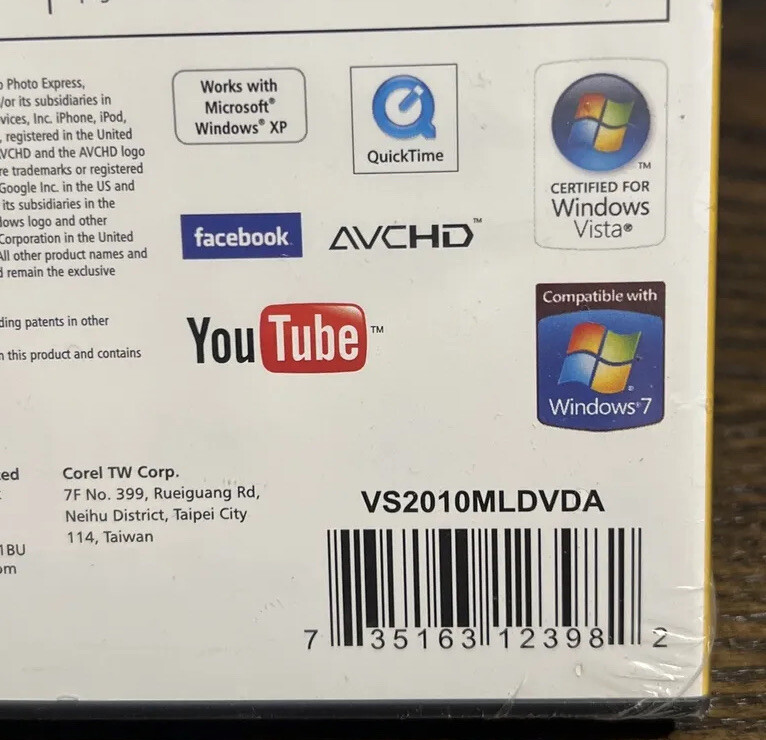 Photo Express,
/or its subsidiaries in
vices, Inc. iPhone, iPod,
, registered in the United
VCHD and the AVCHD logo
re trademarks or registered
Google Inc. in the US and
its subsidiaries in the
dows logo and other
Corporation in the United
All other product names and
d remain the exclusive
ding patents in other
n this product and contains
Works with
Microsoft®
Windows® XP
QuickTime
TM
CERTIFIED FOR
Windows
Vista®
facebook
AVCHD™
YouTube™
Compatible with
Windows®7
Corel TW Corp.
7F No. 399, Rueiguang Rd,
Neihu District, Taipei City
114, Taiwan
1BU
VS2010MLDVDA
7 35163 12398 2